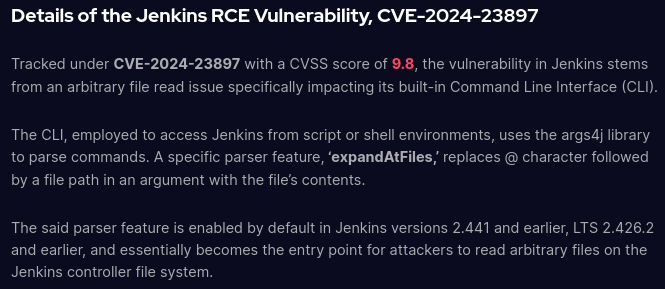 Details of the Jenkins RCE Vulnerability, CVE-2024-23897
Tracked under CVE-2024-23897 with a CVSS score of 9.8, the vulnerability in Jenkins stems
from an arbitrary file read issue specifically impacting its built-in Command Line Interface (CLI).
The CLI, employed to access Jenkins from script or shell environments, uses the args4j library
to parse commands. A specific parser feature, ‘expandAtFiles,’ replaces @ character followed
by a file path in an argument with the file’s contents.
The said parser feature is enabled by default in Jenkins versions 2.441 and earlier, LTS 2.426.2
and earlier, and essentially becomes the entry point for attackers to read arbitrary files on the
Jenkins controller file system.